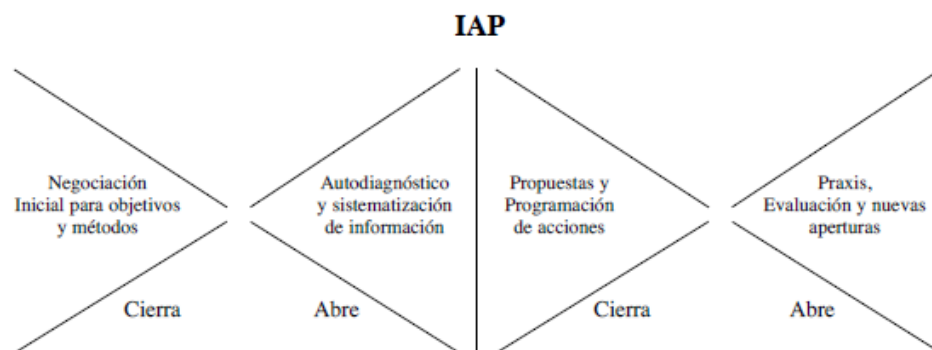 IAP
Negociación
Inicial para objetivos
y métodos
Autodiagnóstico
y sistematización
de información
Propuestas y
Programación
de acciones
Praxis,
Evaluación y nuevas
aperturas
Cierra
Abre
Cierra
Abre